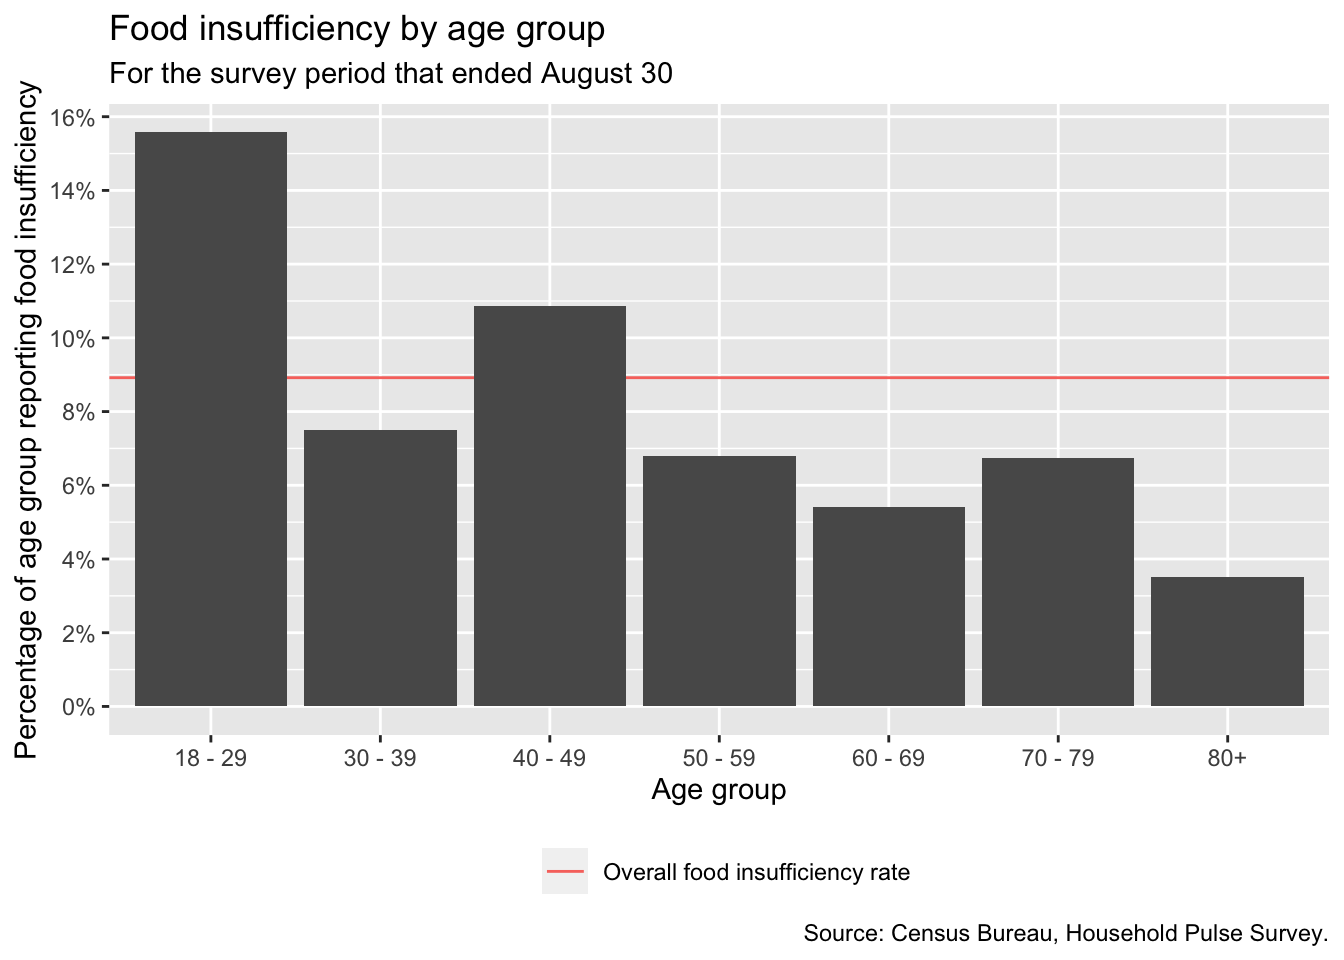 Food insufficiency by age group
For the survey period that ended August 30
Percentage of age group reporting food insufficiency
16%
14%
12%
10%
8%
6%
4%
2%
0%
18 - 29
30 - 39
40 - 49
50 - 59
60 - 69
70 - 79
80+
Age group
Overall food insufficiency rate
Source: Census Bureau, Household Pulse Survey.